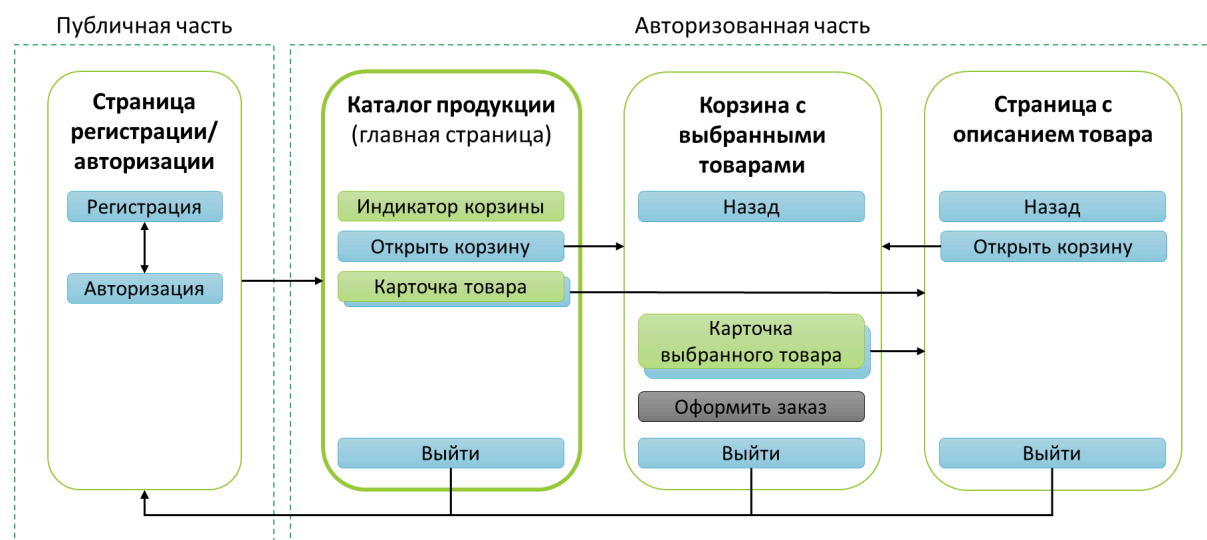 Публичная часть
Авторизованная часть
Страница
регистрации/
авторизации
Регистрация
Авторизация
Каталог продукции
(главная страница)
Индикатор корзины
Открыть корзину
Карточка товара
Выйти
Корзина с
выбранными
товарами
Назад
Карточка
выбранного товара
Оформить заказ
Выйти
Страница с
описанием товара
Назад
Открыть корзину
Выйти